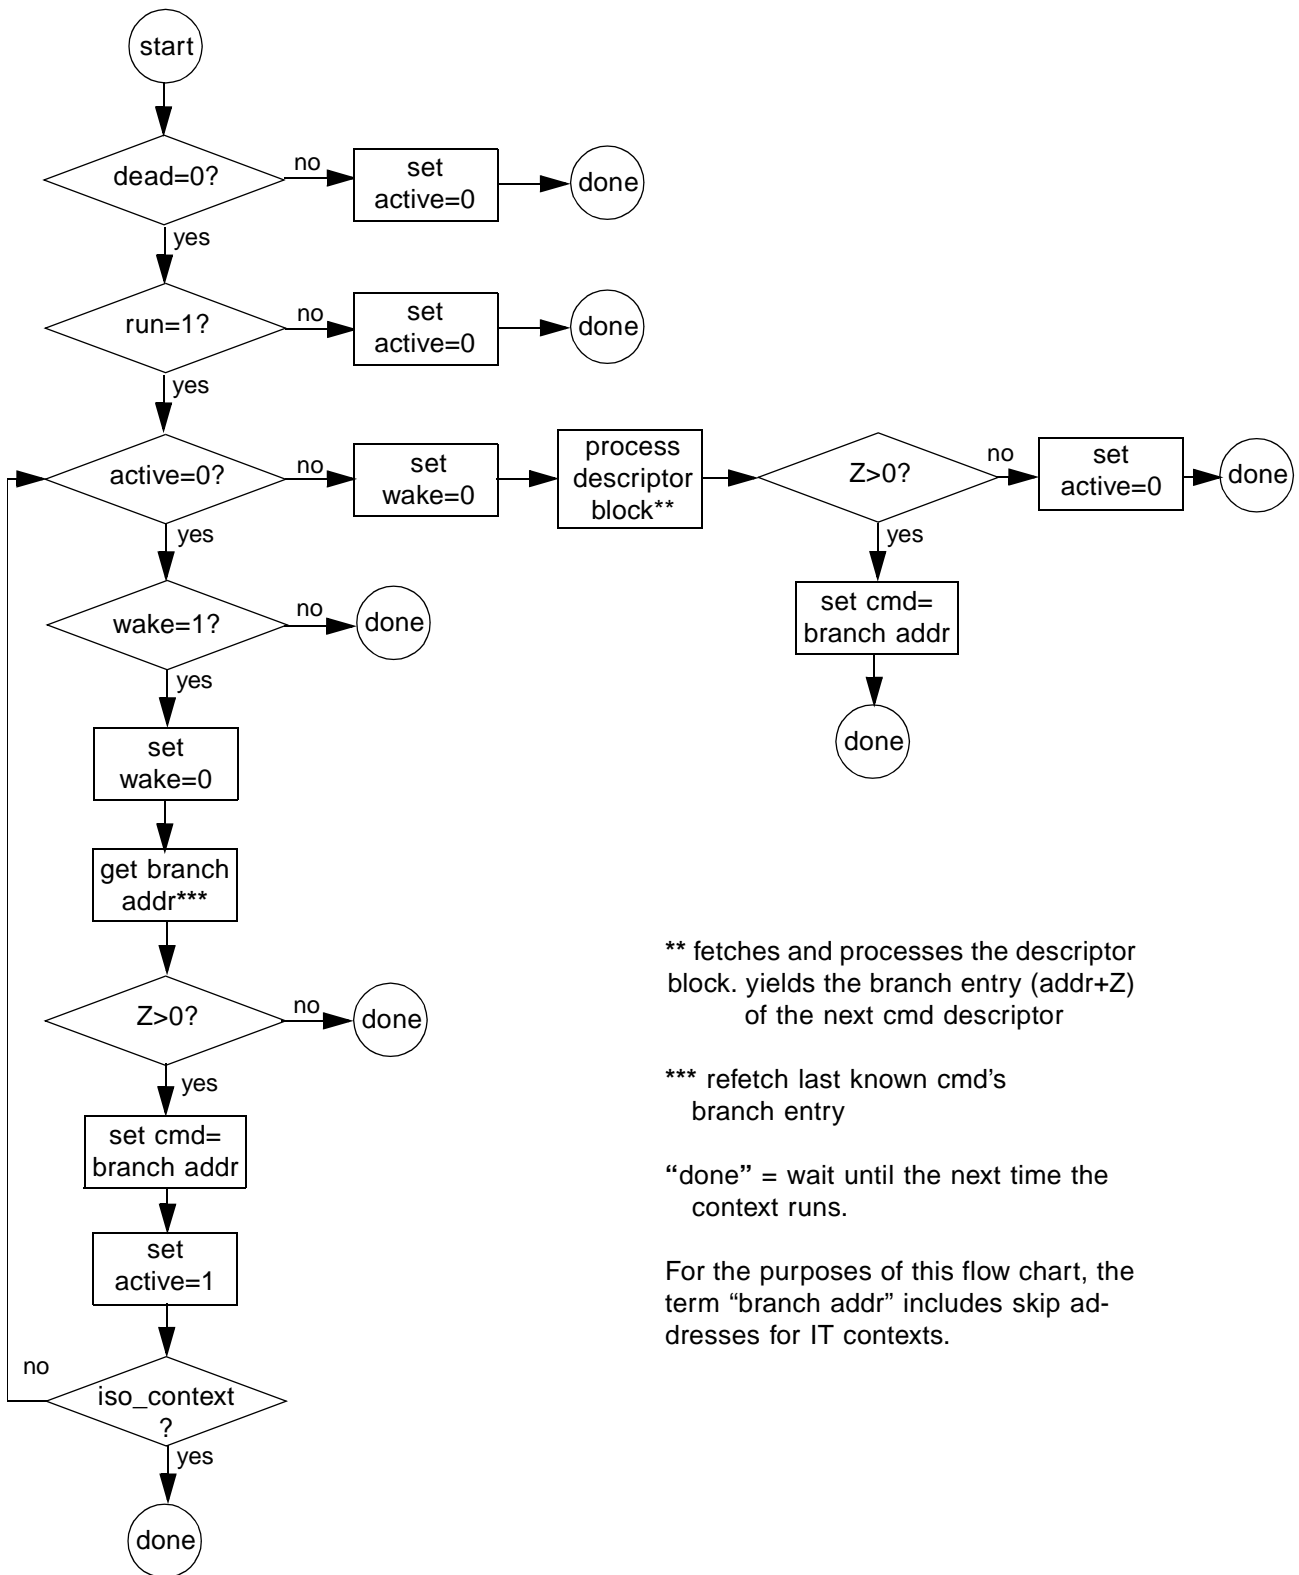 start
dead=0?
no
set
active=0
done
yes
run=1?
no
set
active=0
done
yes
active=0?
no
set
wake=0
process
descriptor
block**
Z>0?
no
set
active=0
done
yes
set cmd=
branch addr
done
yes
wake=1?
no
done
yes
set
wake=0
get branch
addr***
Z>0?
no
done
yes
set cmd=
branch addr
set
active=1
no
iso_context
?
yes
done
** fetches and processes the descriptor
block. yields the branch entry (addr+Z)
of the next cmd descriptor
*** refetch last known cmd's
branch entry
“done” = wait until the next time the
context runs.
For the purposes of this flow chart, the
term “branch addr” includes skip ad-
dresses for IT contexts.